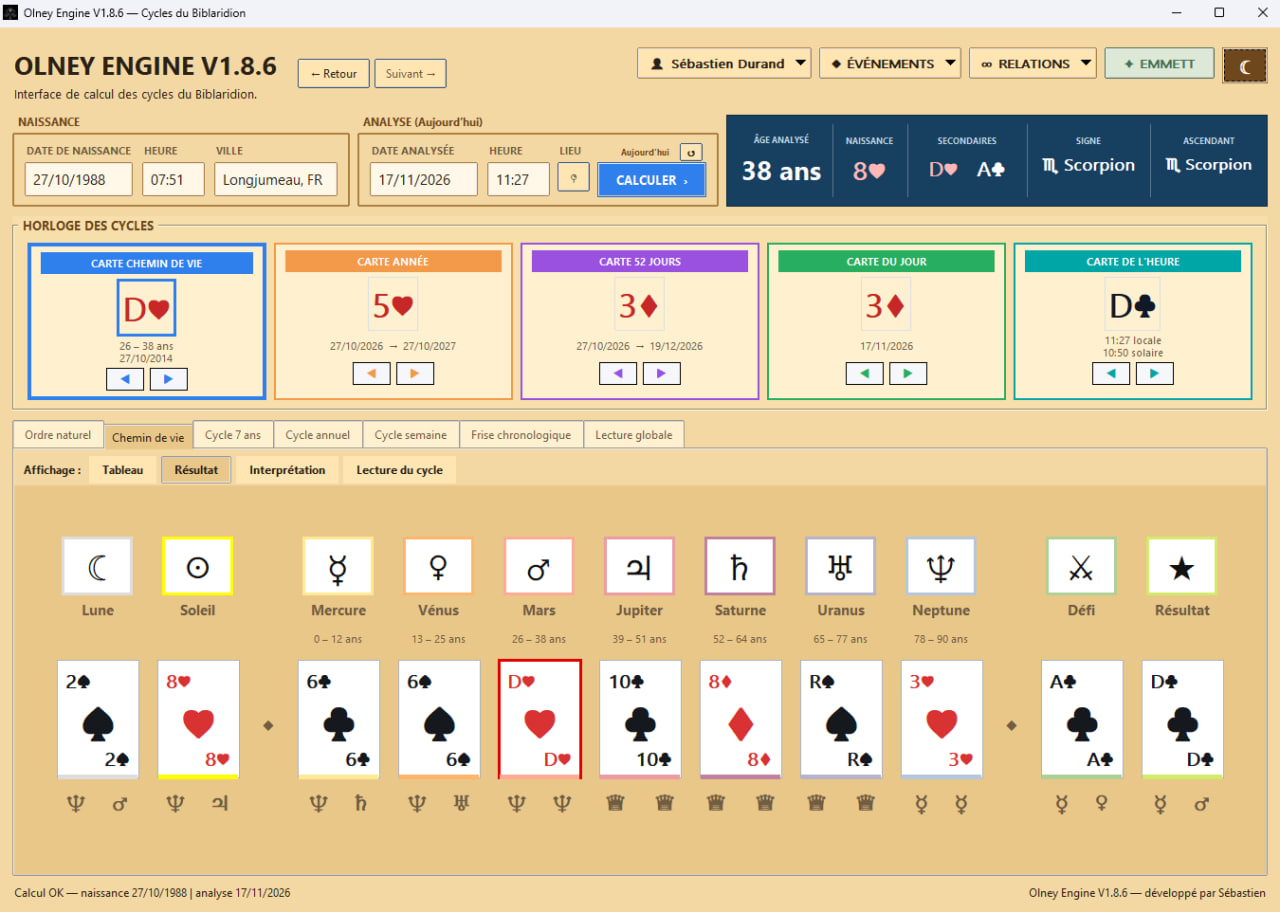 Olney Engine V1.8.6 — Cycles du Biblaridion
OLNEY ENGINE V1.8.6
← Retour
Suivant →
Interface de calcul des cycles du Biblaridion.
Sébastien Durand
ÉVÉNEMENTS
RELATIONS
EMMETT
NAISSANCE
DATE DE NAISSANCE HEURE VILLE
27/10/1988 07:51 Longjumeau, FR
ANALYSE (Aujourd'hui)
DATE ANALYSÉE HEURE LIEU Aujourd'hui
17/11/2026 11:27 CALCULER ›
ÂGE ANALYSÉ NAISSANCE SECONDAIRES SIGNE ASCENDANT
38 ans 8♥ D♥ A♣ ♏ Scorpion ♏ Scorpion
HORLOGE DES CYCLES
CARTE CHEMIN DE VIE
D♥
26 – 38 ans
27/10/2014
CARTE ANNÉE
5♥
27/10/2026 → 27/10/2027
CARTE 52 JOURS
3♦
27/10/2026 → 19/12/2026
CARTE DU JOUR
3♦
17/11/2026
CARTE DE L'HEURE
D♣
11:27 locale
10:50 solaire
Ordre naturel Chemin de vie Cycle 7 ans Cycle annuel Cycle semaine Frise chronologique Lecture globale
Affichage : Tableau Résultat Interprétation Lecture du cycle
☾ ☉ ☿ ♀ ♂ ♃ ♄ ♅ ♆ ⚔ ★
Lune Soleil Mercure Vénus Mars Jupiter Saturne Uranus Neptune Défi Résultat
0 – 12 ans 13 – 25 ans 26 – 38 ans 39 – 51 ans 52 – 64 ans 65 – 77 ans 78 – 90 ans
2♠ 8♥ 6♣ 6♠ D♥ 10♣ 8♦ R♠ 3♥ A♣ D♣
2♠ 8♥ 6♣ 6♠ D♥ 10♣ 8♦ R♠ 3♥ A♣ D♣
♆ ♂ ♆ ♃ ♆ ♄ ♆ ♅ ♆ ♆ ♛ ♛ ♛ ♛ ♛ ♛ ☿ ☿ ☿ ♀ ☿ ♂
Calcul OK — naissance 27/10/1988 | analyse 17/11/2026
Olney Engine V1.8.6 — développé par Sébastien